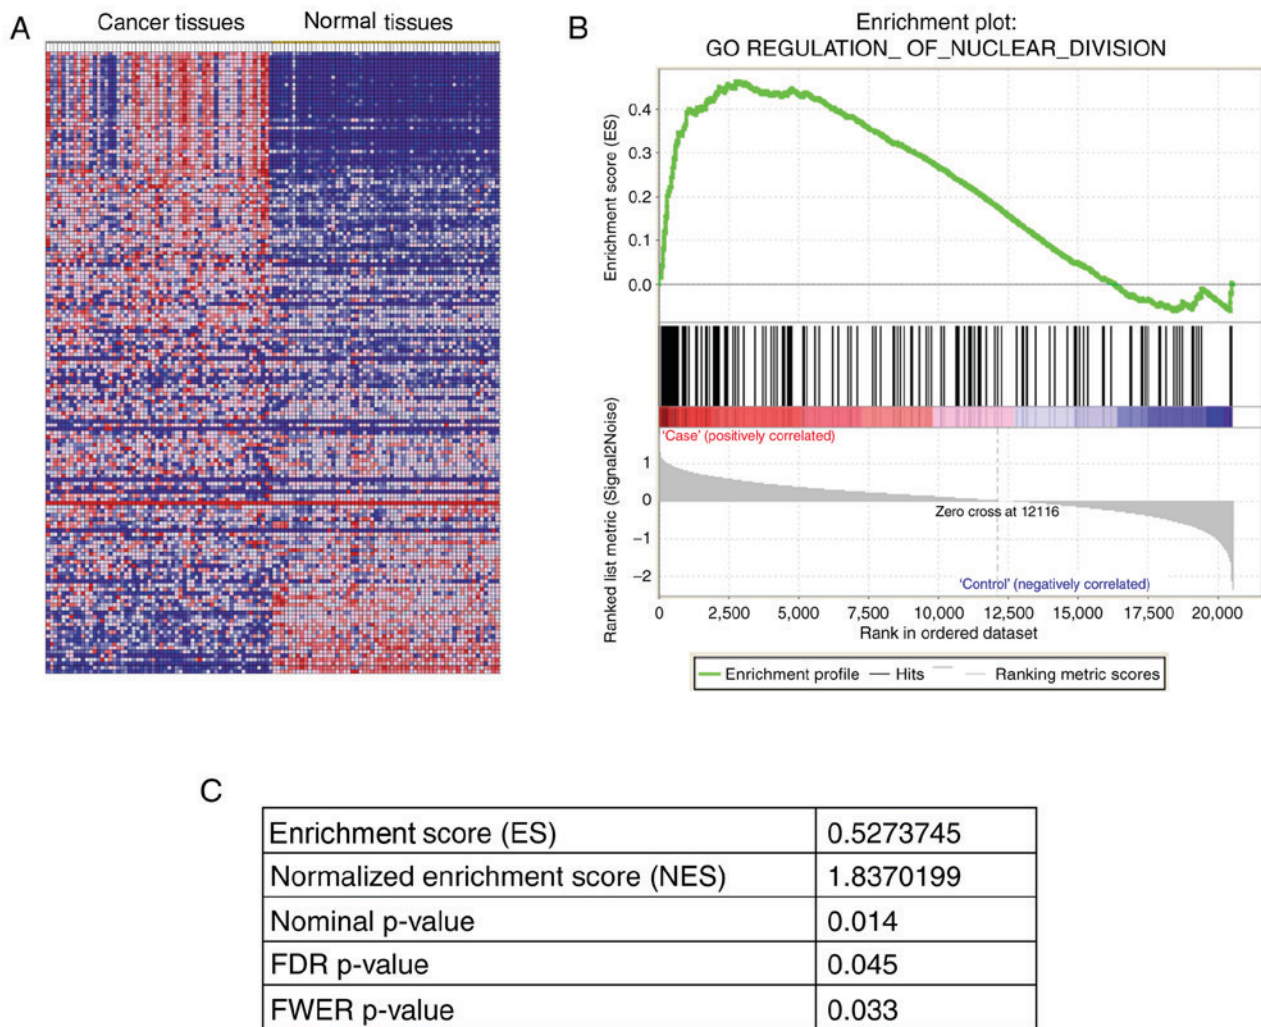 A
Cancer tissues
Normal tissues
B
Enrichment plot:
GO REGULATION_ OF_NUCLEAR_DIVISION
Enrichment score (ES)
0.4
0.3
0.2
0.1
0.0
Ranked list metric (Signal2Noise)
'Case' (positively correlated)
1
0
−1
−2
Zero cross at 12116
'Control' (negatively correlated)
0 2,500 5,000 7,500 10,000 12,500 15,000 17,500 20,000
Rank in ordered dataset
Enrichment profile Hits Ranking metric scores
C
Enrichment score (ES) 0.5273745
Normalized enrichment score (NES) 1.8370199
Nominal p-value 0.014
FDR p-value 0.045
FWER p-value 0.033